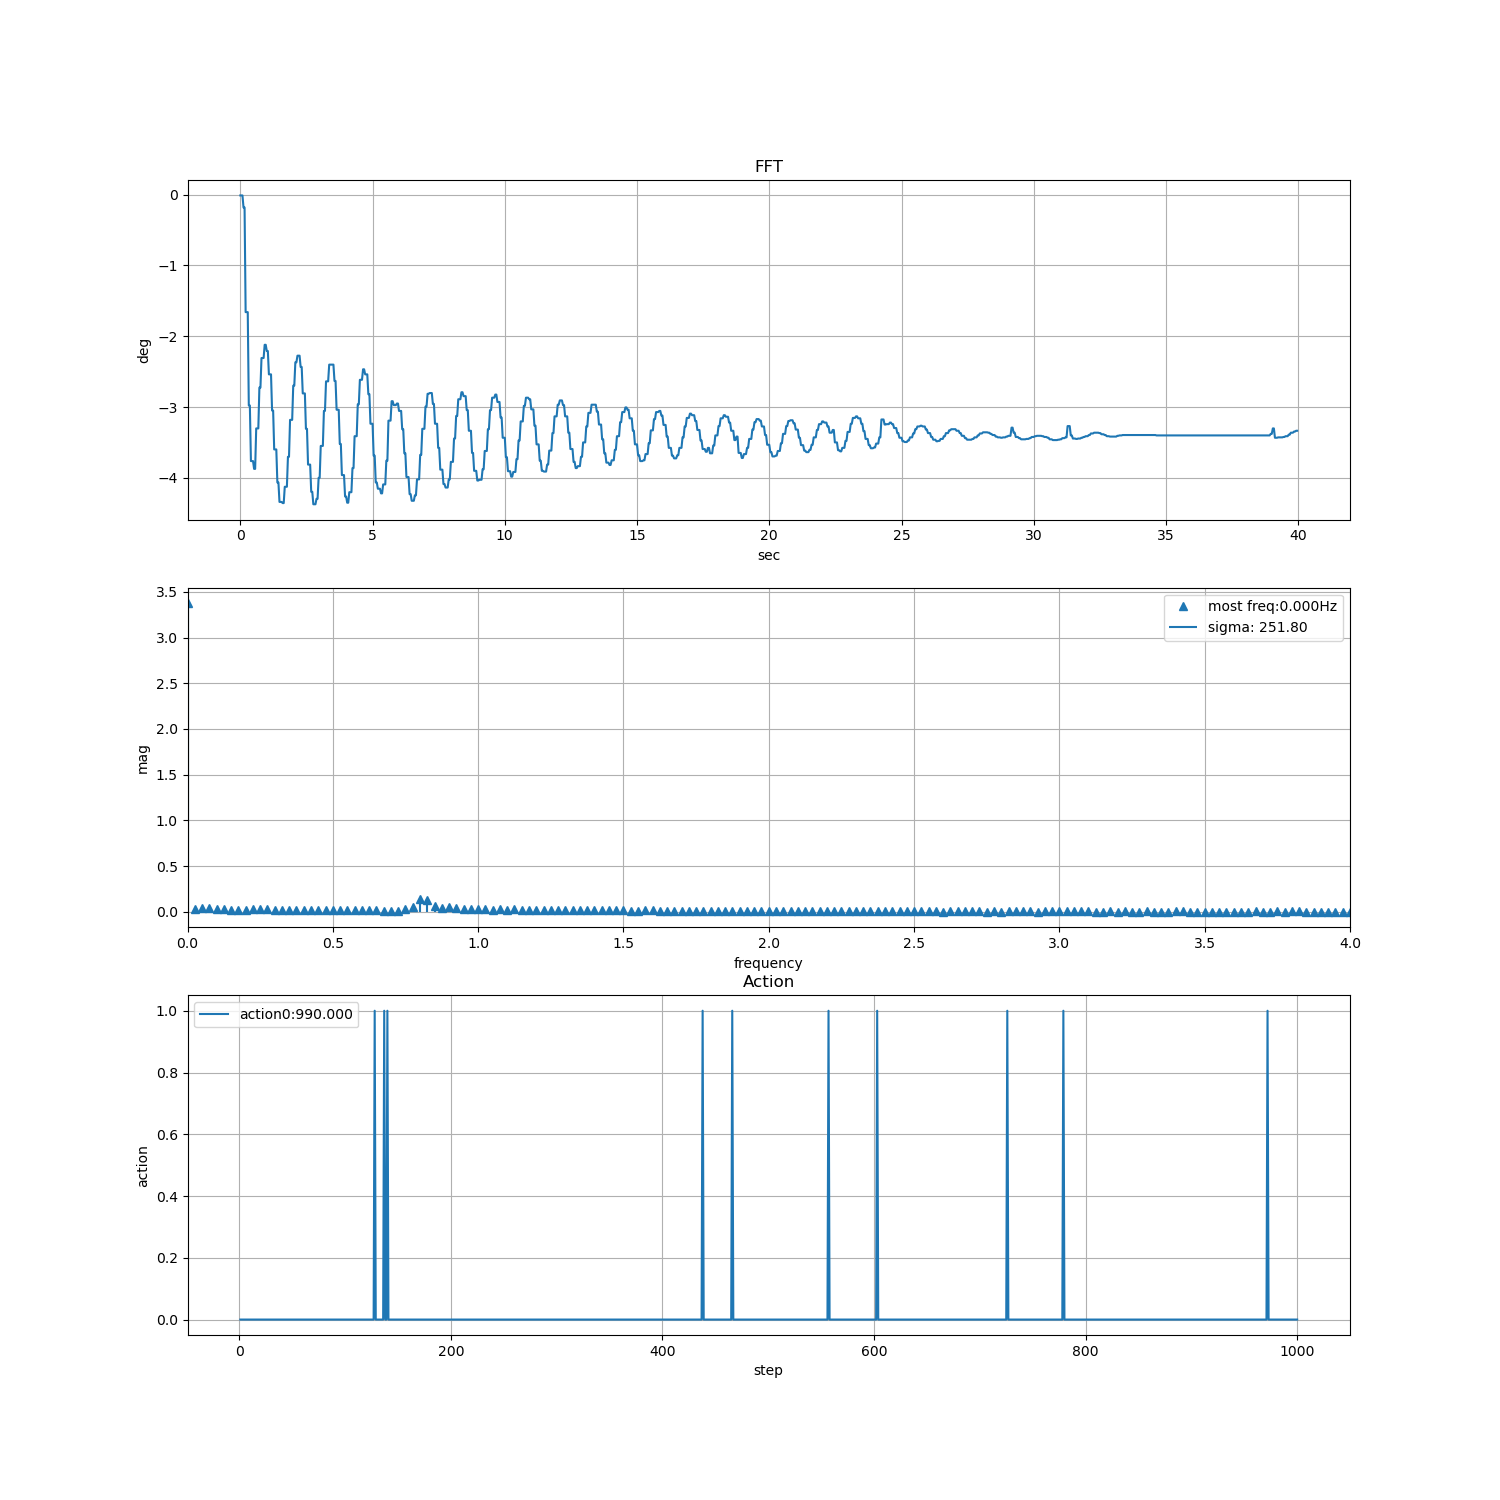 FFT
0
−1
−2
−3
−4
deg
0 5 10 15 20 25 30 35 40
sec
3.5
3.0
2.5
2.0
1.5
1.0
0.5
0.0
mag
most freq:0.000Hz
sigma: 251.80
0.0 0.5 1.0 1.5 2.0 2.5 3.0 3.5 4.0
frequency
Action
1.0
0.8
0.6
0.4
0.2
0.0
action
action0:990.000
0 200 400 600 800 1000
step